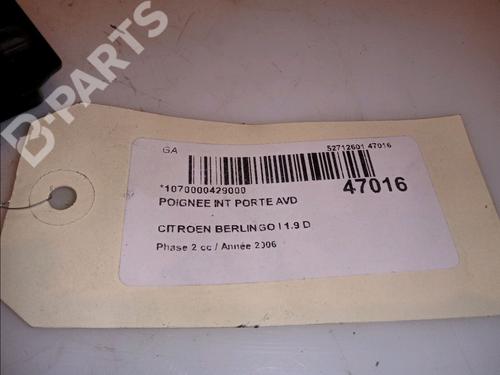 B-PARTS
GA
52712601 47016
*1070000429000
47016
POIGNEE INT PORTE AVD
CITROEN BERLINGO I 1.9 D
Phase 2 cc / Année 2006